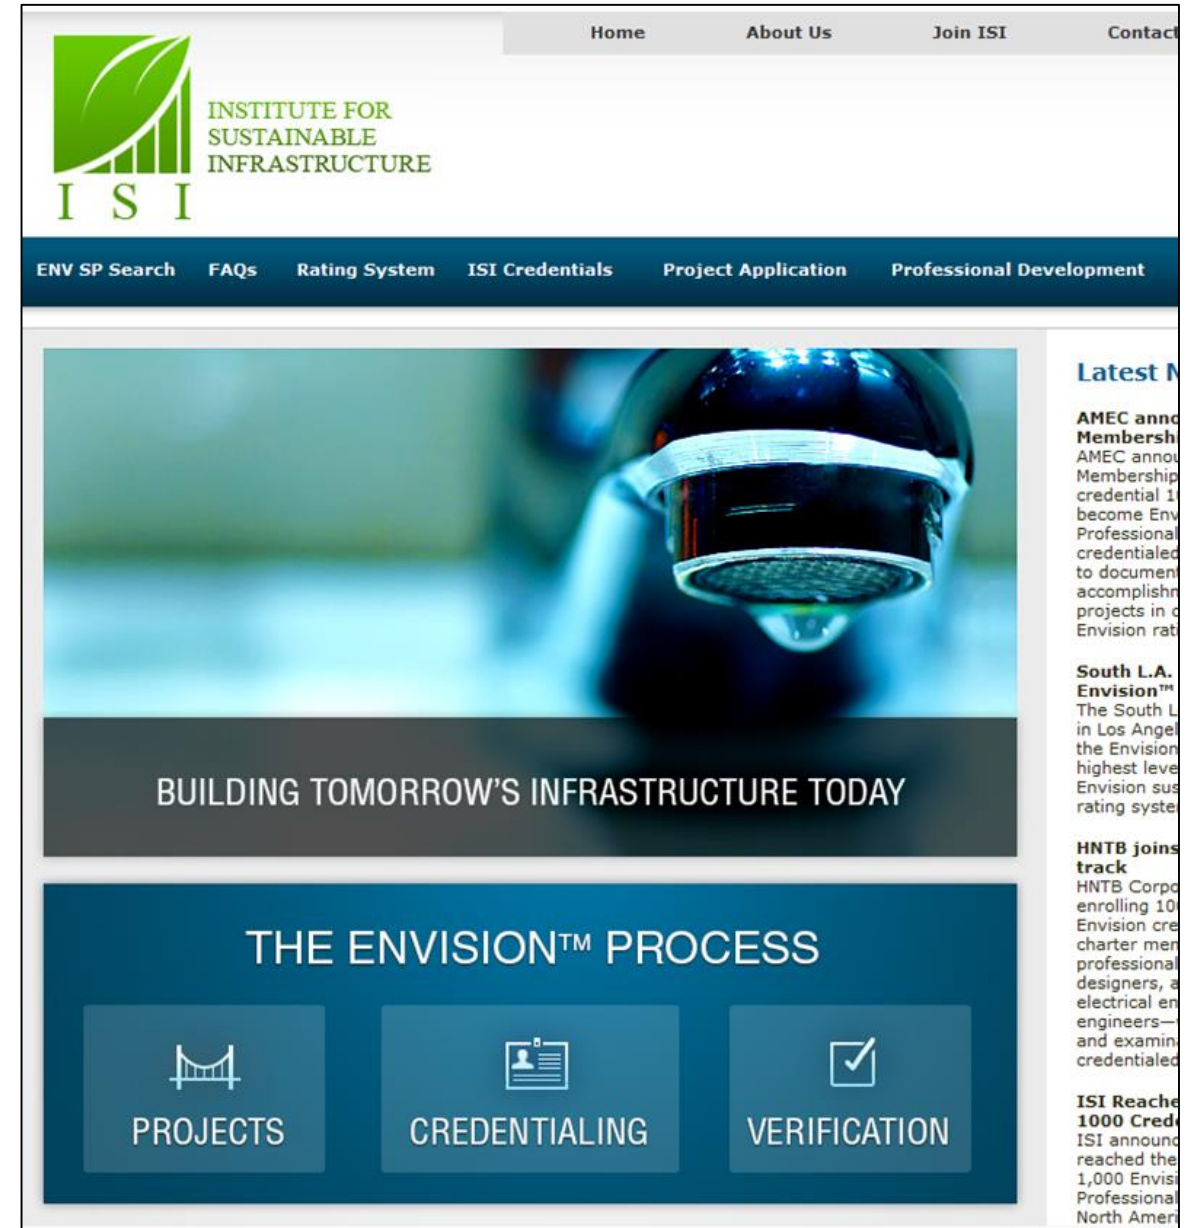 Home About Us Join ISI Contact
INSTITUTE FOR
SUSTAINABLE
INFRASTRUCTURE
I S I
ENV SP Search FAQs Rating System ISI Credentials Project Application Professional Development
BUILDING TOMORROW'S INFRASTRUCTURE TODAY
THE ENVISION™ PROCESS
PROJECTS CREDENTIALING VERIFICATION
Latest
AMEC
AMEC
Membership
credential
become
Professional
credentialed
to document
projects in
Envision
South L.A.
Envision™
The South
in Los
the Envision
highest
Envision
rating
HNTB joins
track
HNTB
enrolling
Envision
charter
professional
designers,
electrical
engineers—
and
credentialed
ISI
1000
ISI
reached the
1,000
Professional
North